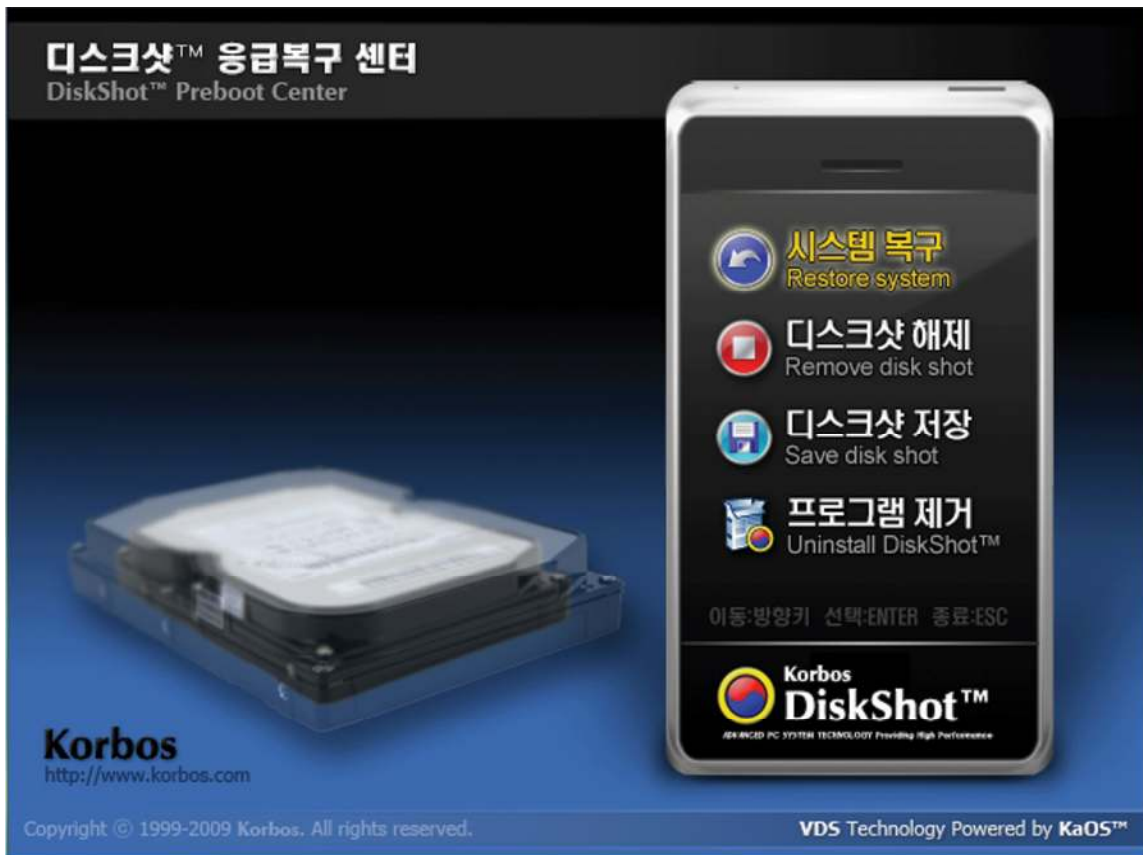 디스크샷™ 응급복구 센터
DiskShot™ Preboot Center
시스템 복구
Restore system
디스크샷 해제
Remove disk shot
디스크샷 저장
Save disk shot
프로그램 제거
Uninstall DiskShot™
이동:방향키 선택:ENTER 종료:ESC
Korbos
DiskShot™
ADVANCED PC SYSTEM TECHNOLOGY Providing High Performance
Korbos
http://www.korbos.com
Copyright ⓒ 1999-2009 Korbos. All rights reserved.
VDS Technology Powered by KaOS™